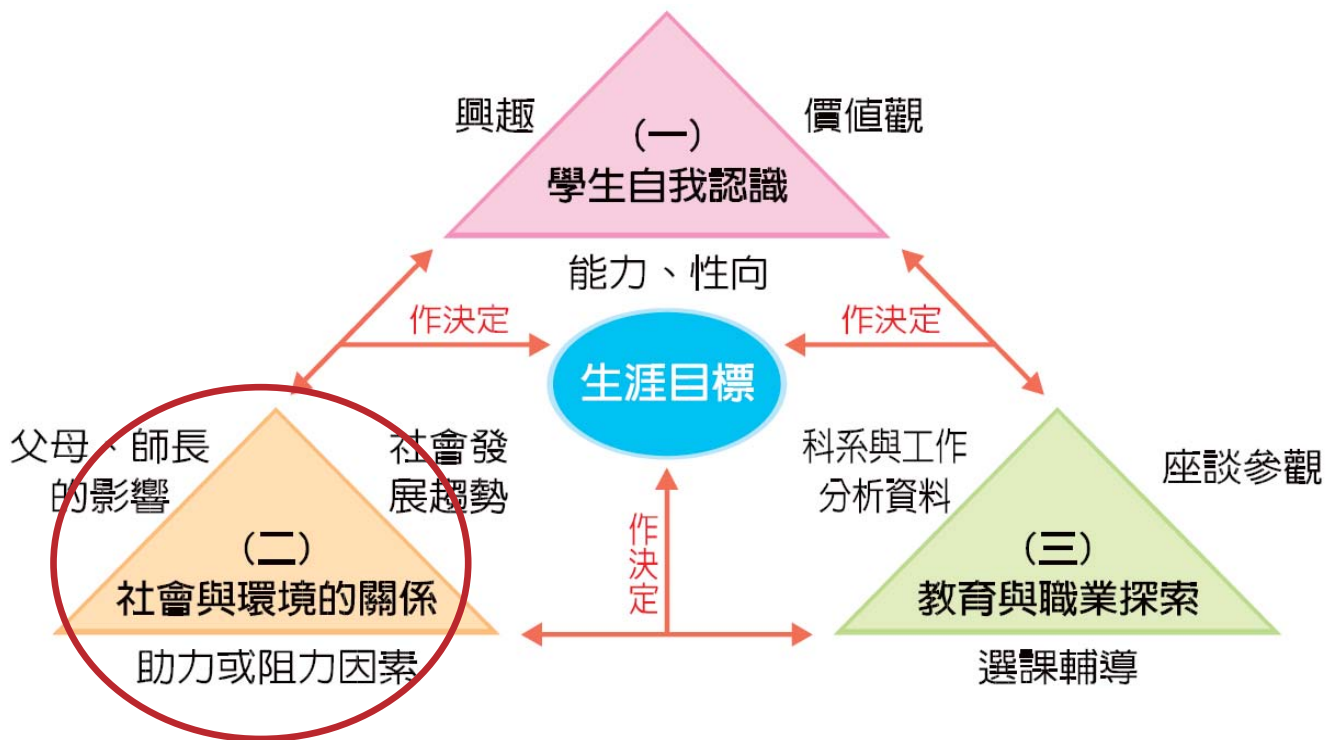 興趣
價值觀
(一)
學生自我認識
能力、性向
作決定
作決定
生涯目標
父母、師長
的影響
社會發
展趨勢
(二)
社會與環境的關係
助力或阻力因素
作決定
科系與工作
分析資料
座談參觀
(三)
教育與職業探索
選課輔導